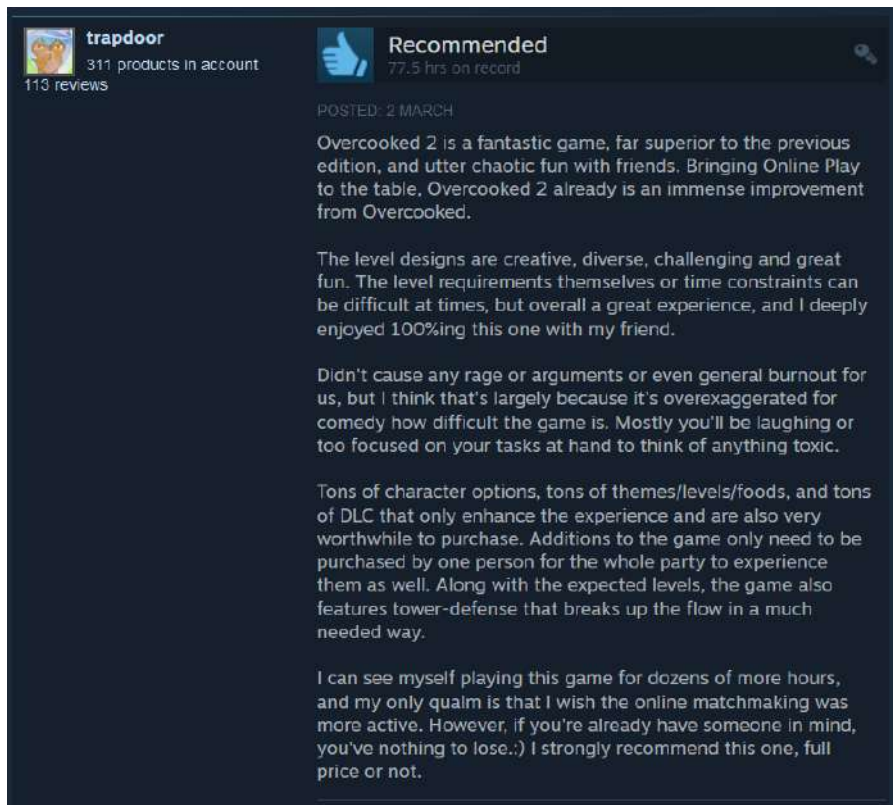 trapdoor
311 products in account
113 reviews
Recommended
77.5 hrs on record
POSTED: 2 MARCH
Overcooked 2 is a fantastic game, far superior to the previous
edition, and utter chaotic fun with friends. Bringing Online Play
to the table, Overcooked 2 already is an immense improvement
from Overcooked.
The level designs are creative, diverse, challenging and great
fun. The level requirements themselves or time constraints can
be difficult at times, but overall a great experience, and I deeply
enjoyed 100%ing this one with my friend.
Didn't cause any rage or arguments or even general burnout for
us, but I think that's largely because it's overexaggerated for
comedy how difficult the game is. Mostly you'll be laughing or
too focused on your tasks at hand to think of anything toxic.
Tons of character options, tons of themes/levels/foods, and tons
of DLC that only enhance the experience and are also very
worthwhile to purchase. Additions to the game only need to be
purchased by one person for the whole party to experience
them as well. Along with the expected levels, the game also
features tower-defense that breaks up the flow in a much
needed way.
I can see myself playing this game for dozens of more hours,
and my only qualm is that I wish the online matchmaking was
more active. However, if you're already have someone in mind,
you've nothing to lose.:) I strongly recommend this one, full
price or not.